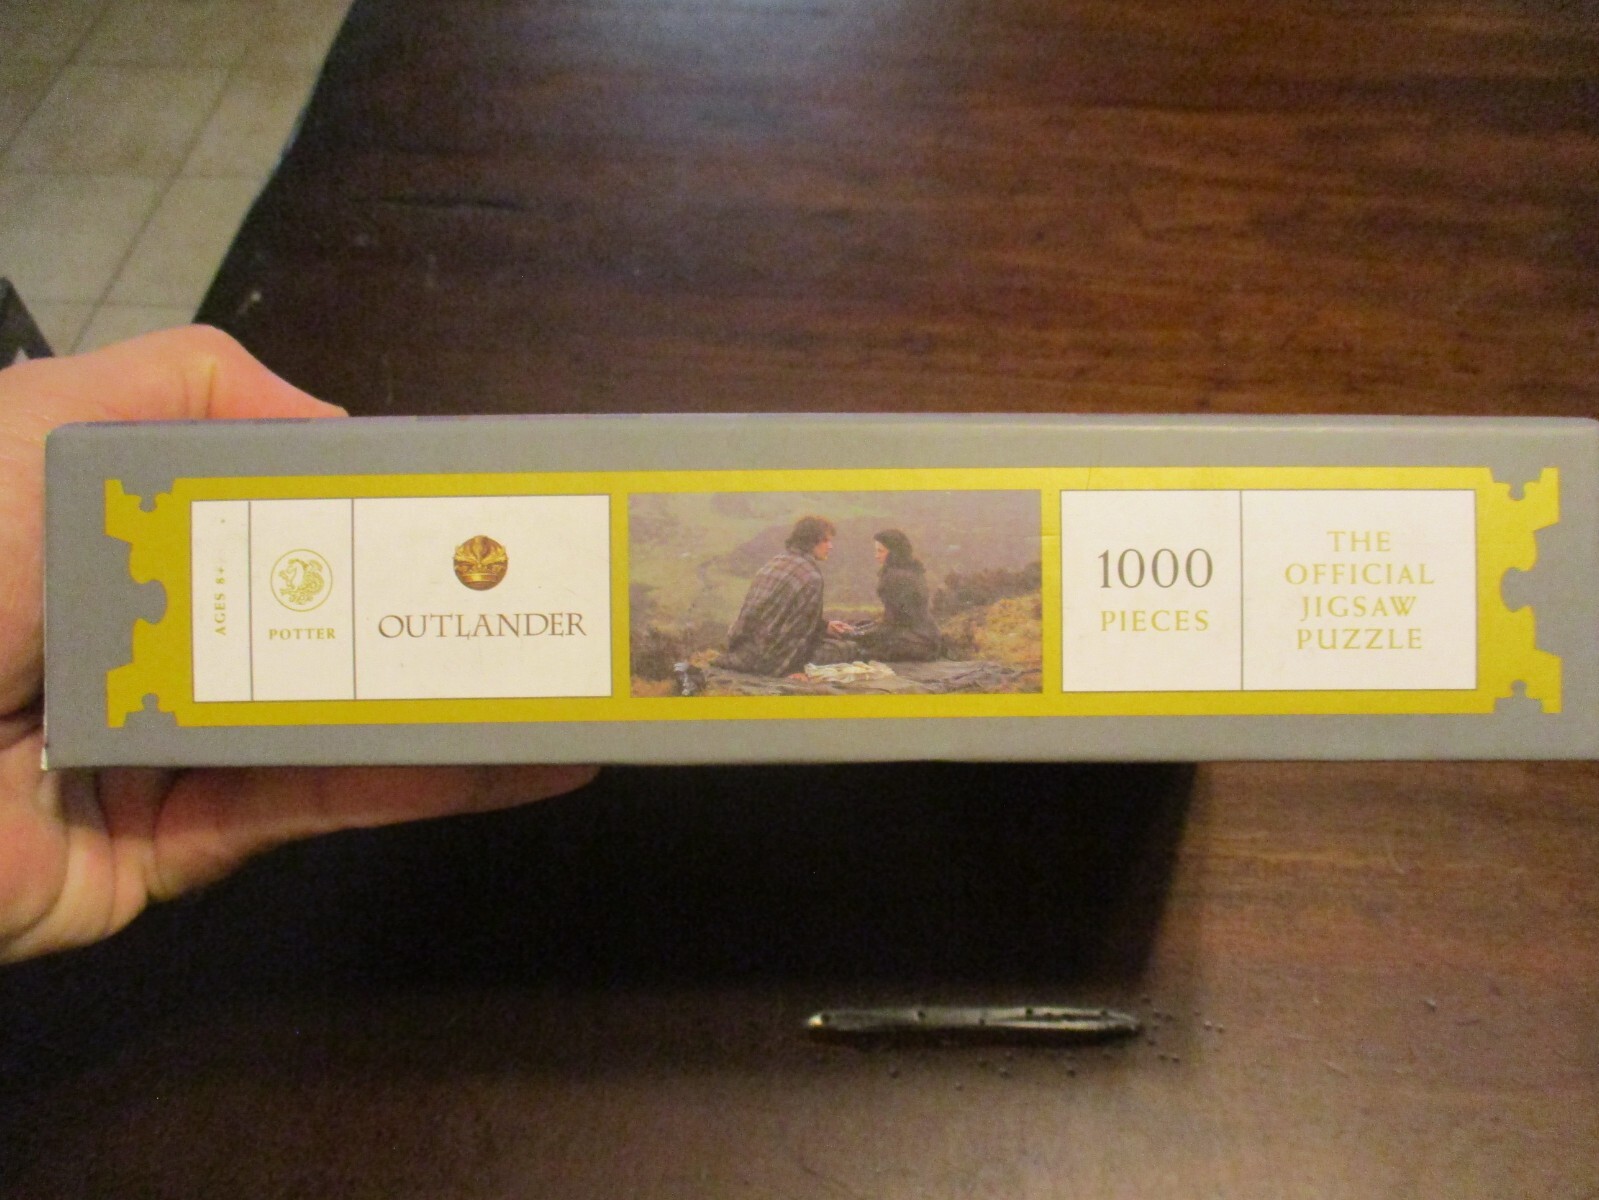 AGES 8+
POTTER
OUTLANDER
1000
PIECES
THE
OFFICIAL
JIGSAW
PUZZLE